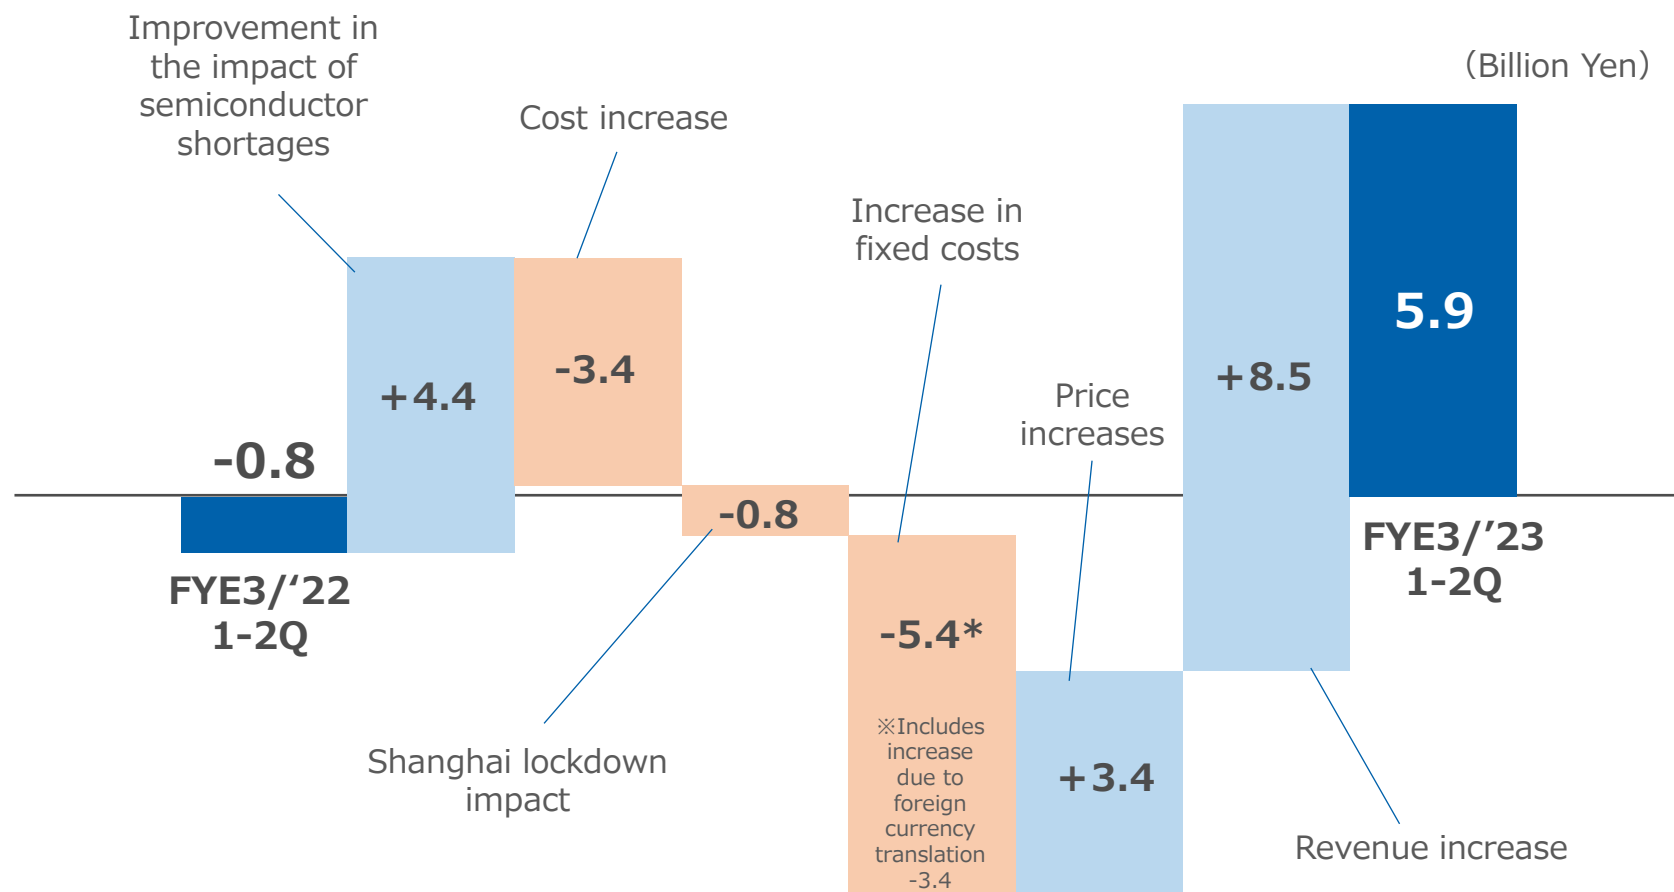 Improvement in
the impact of
semiconductor
shortages
（Billion Yen）
Cost increase
Increase in
fixed costs
Price
increases
-0.8
+4.4
-3.4
-0.8
-5.4*
※Includes
increase
due to
foreign
currency
translation
-3.4
+3.4
+8.5
5.9
FYE3/‘22
1-2Q
FYE3/’23
1-2Q
Shanghai lockdown
impact
Revenue increase